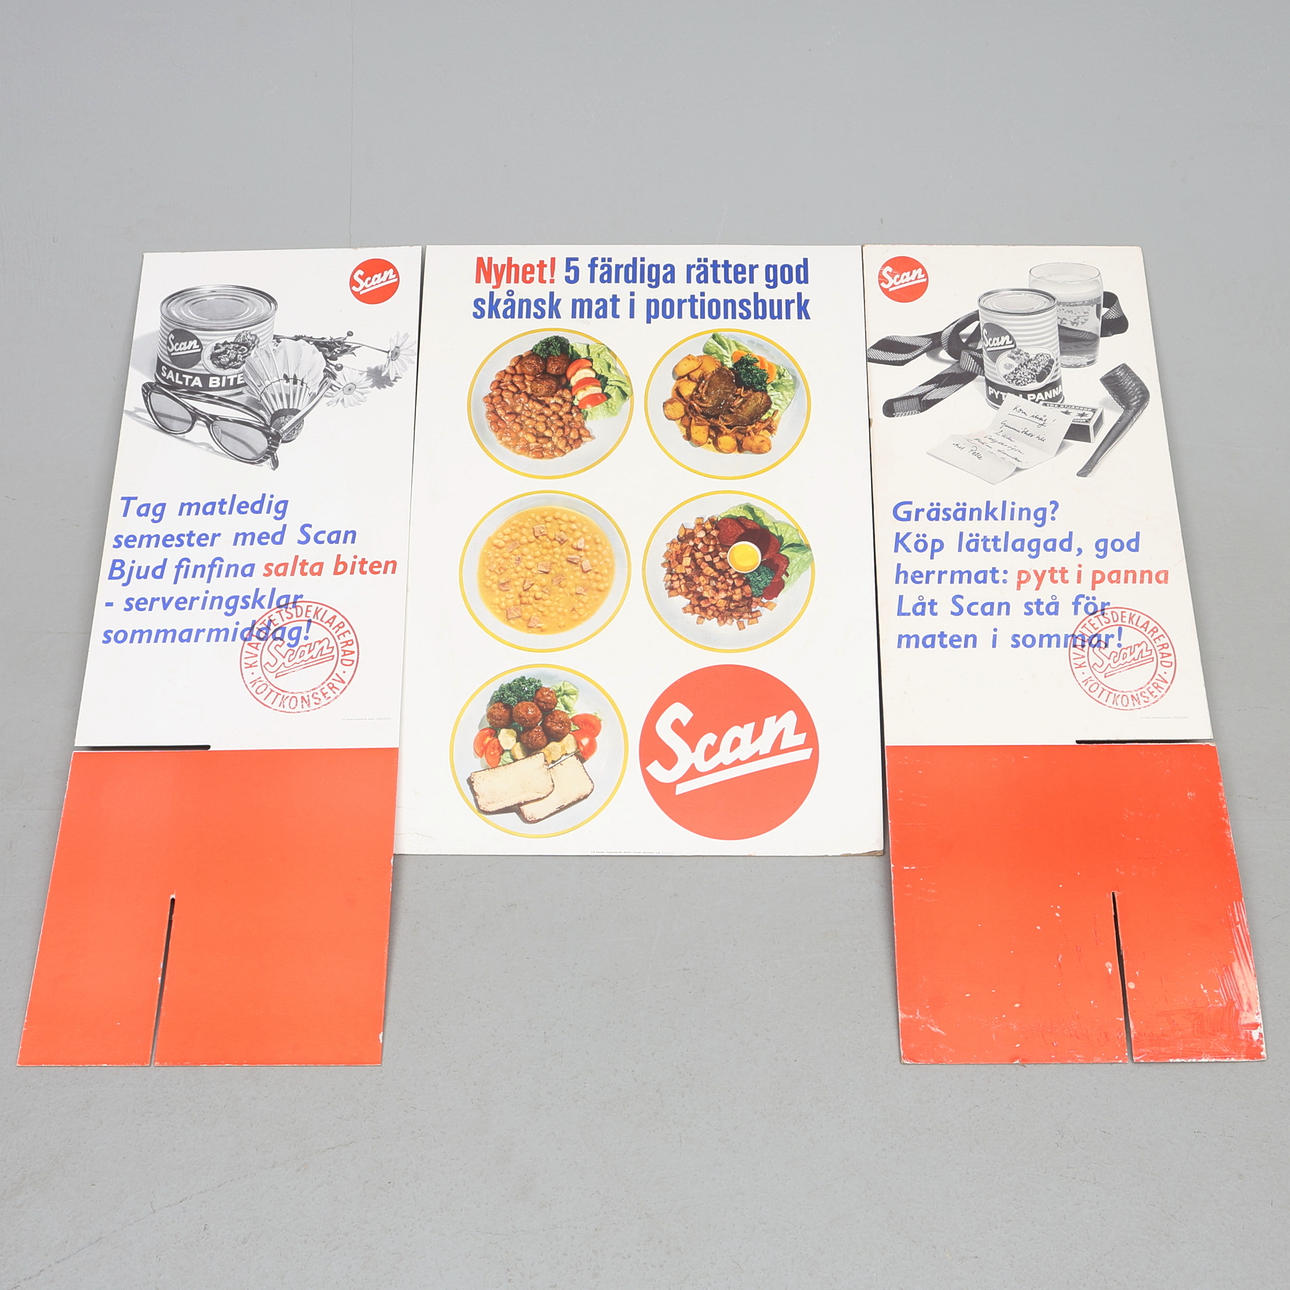 Scan
Scan
SALTA BITE
Tag matledig
semester med Scan
Bjud finfina salta biten
- serveringsklar
sommarmiddag!
KVALITETSDEKLARERAD
Scan
KÖTTKONSERV
Nyhet! 5 färdiga rätter god
skånsk mat i portionsburk
Scan
Scan
Scan
PYTT I PANNA
Gräsänkling?
Köp lättlagad, god
herrmat: pytt i panna
Låt Scan stå för
maten i sommar!
KVALITETSDEKLARERAD
Scan
KÖTTKONSERV